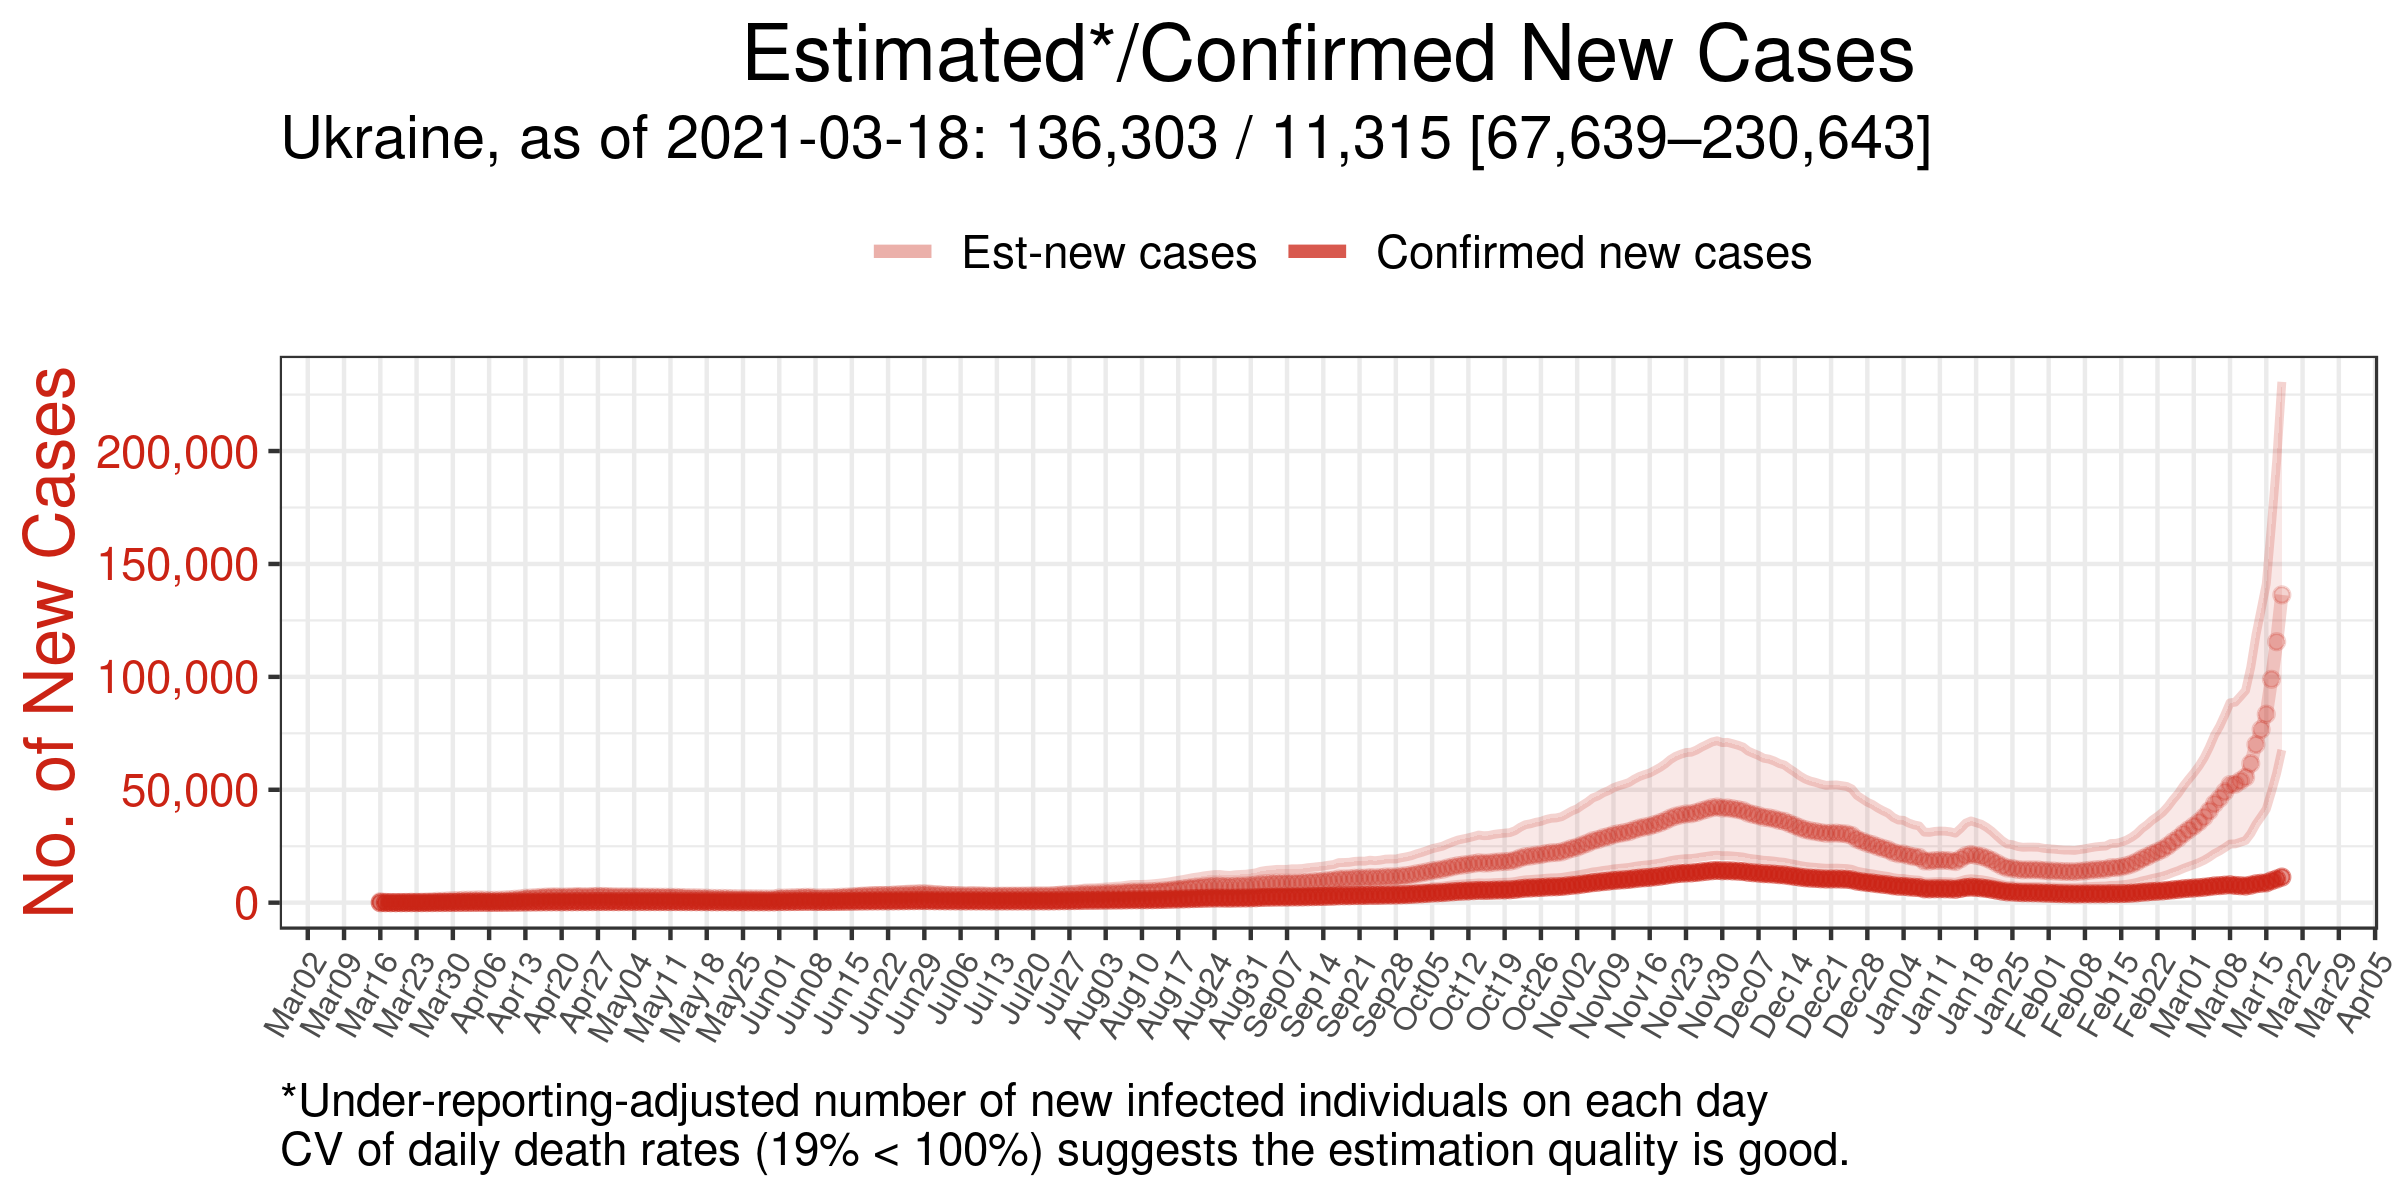 Estimated*/Confirmed New Cases
Ukraine, as of 2021-03-18: 136,303 / 11,315 [67,639–230,643]
Est-new cases Confirmed new cases
No. of New Cases
200,000
150,000
100,000
50,000
0
Mar02 Mar09 Mar16 Mar23 Mar30 Apr06 Apr13 Apr20 Apr27 May04 May11 May18 May25 Jun01 Jun08 Jun15 Jun22 Jun29 Jul06 Jul13 Jul20 Jul27 Aug03 Aug10 Aug17 Aug24 Aug31 Sep07 Sep14 Sep21 Sep28 Oct05 Oct12 Oct19 Oct26 Nov02 Nov09 Nov16 Nov23 Nov30 Dec07 Dec14 Dec21 Dec28 Jan04 Jan11 Jan18 Jan25 Feb01 Feb08 Feb15 Feb22 Mar01 Mar08 Mar15 Mar22 Mar29 Apr05
*Under-reporting-adjusted number of new infected individuals on each day
CV of daily death rates (19% < 100%) suggests the estimation quality is good.